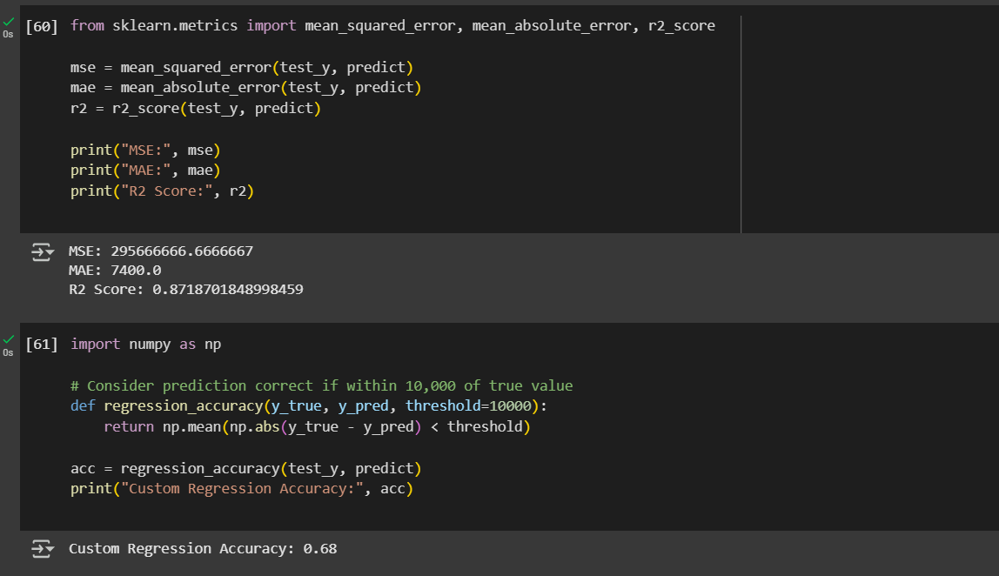 [60] from sklearn.metrics import mean_squared_error, mean_absolute_error, r2_score
0s
mse = mean_squared_error(test_y, predict)
mae = mean_absolute_error(test_y, predict)
r2 = r2_score(test_y, predict)
print("MSE:", mse)
print("MAE:", mae)
print("R2 Score:", r2)
MSE: 295666666.6666667
MAE: 7400.0
R2 Score: 0.8718701848998459
[61] import numpy as np
0s
# Consider prediction correct if within 10,000 of true value
def regression_accuracy(y_true, y_pred, threshold=10000):
    return np.mean(np.abs(y_true - y_pred) < threshold)
acc = regression_accuracy(test_y, predict)
print("Custom Regression Accuracy:", acc)
Custom Regression Accuracy: 0.68